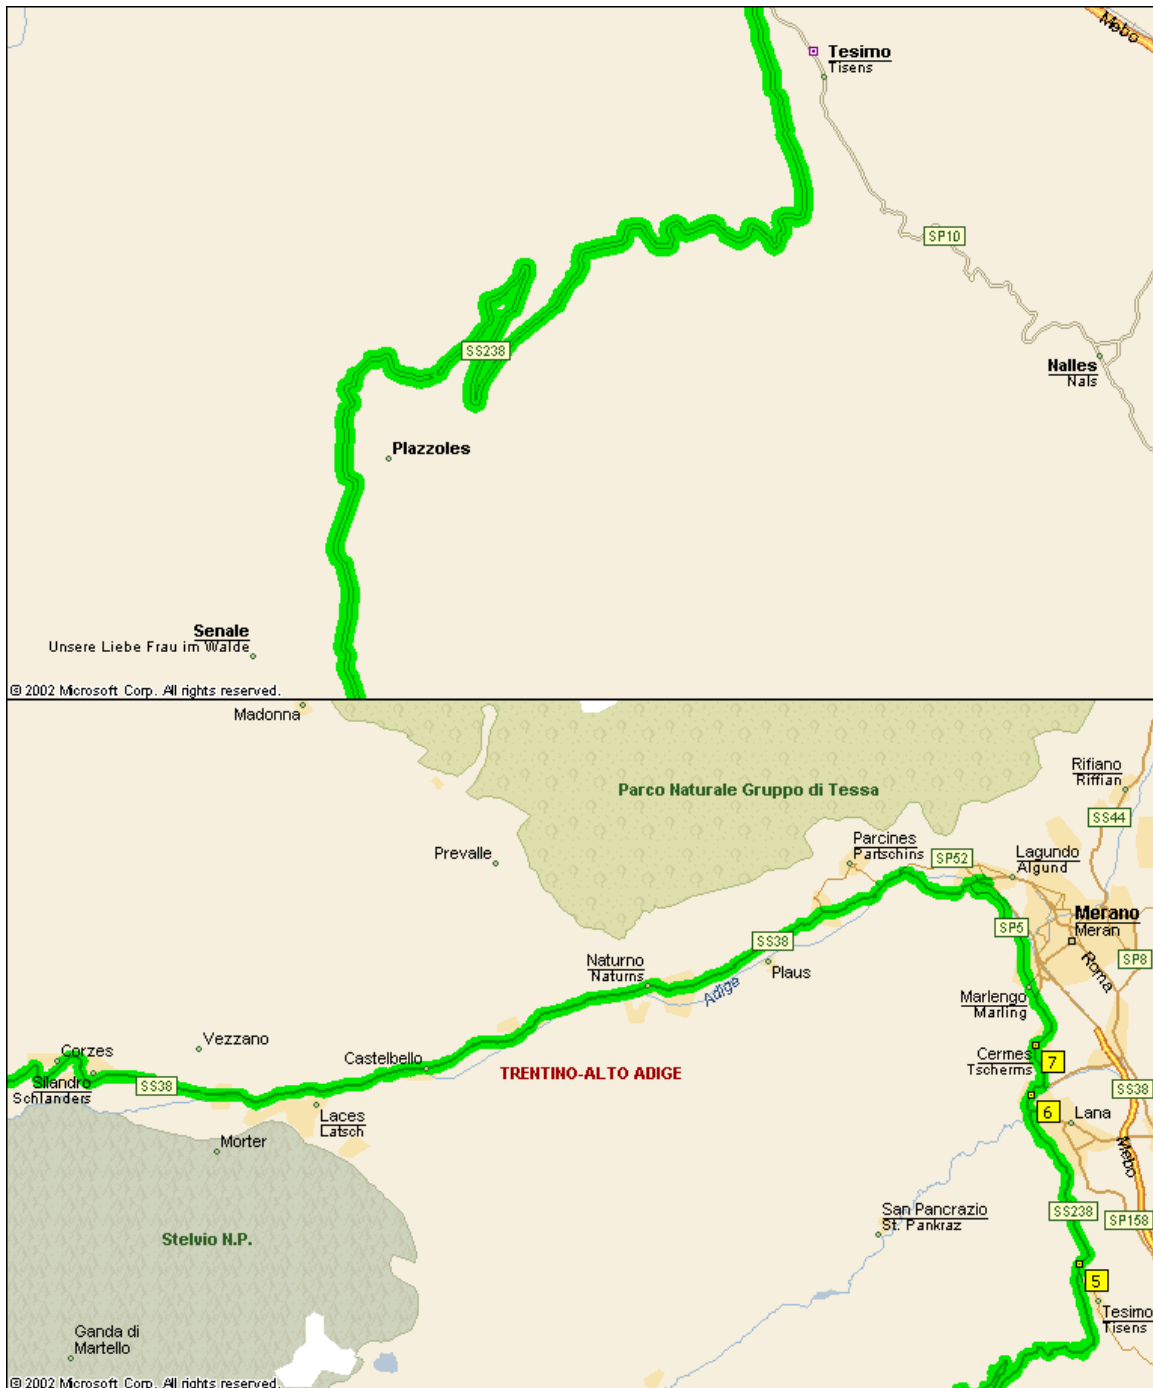 Mebo
Tesimo
Tisens
SP10
SS238
Nalles
Nals
Plazzoles
Senale
Unsere Liebe Frau im Walde
© 2002 Microsoft Corp. All rights reserved.
Madonna
Parco Naturale Gruppo di Tessa
Rifiano
Riffian
SS44
Parcines
Partschins
SP52
Lagundo
Algund
Prevalle
Merano
Meran
SP5
SS38
Roma
SP8
Naturno
Naturns
Plaus
Adige
Marlengo
Marling
Vezzano
Corzes
Castelbello
Cermes
Tscherms
7
TRENTINO-ALTO ADIGE
Silandro
Schlanders
SS38
SS38
6
Lana
Laces
Latsch
Morter
Mebo
San Pancrazio
St. Pankraz
SS238
SP158
Stelvio N.P.
5
Tesimo
Tisens
Ganda di
Martello
© 2002 Microsoft Corp. All rights reserved.